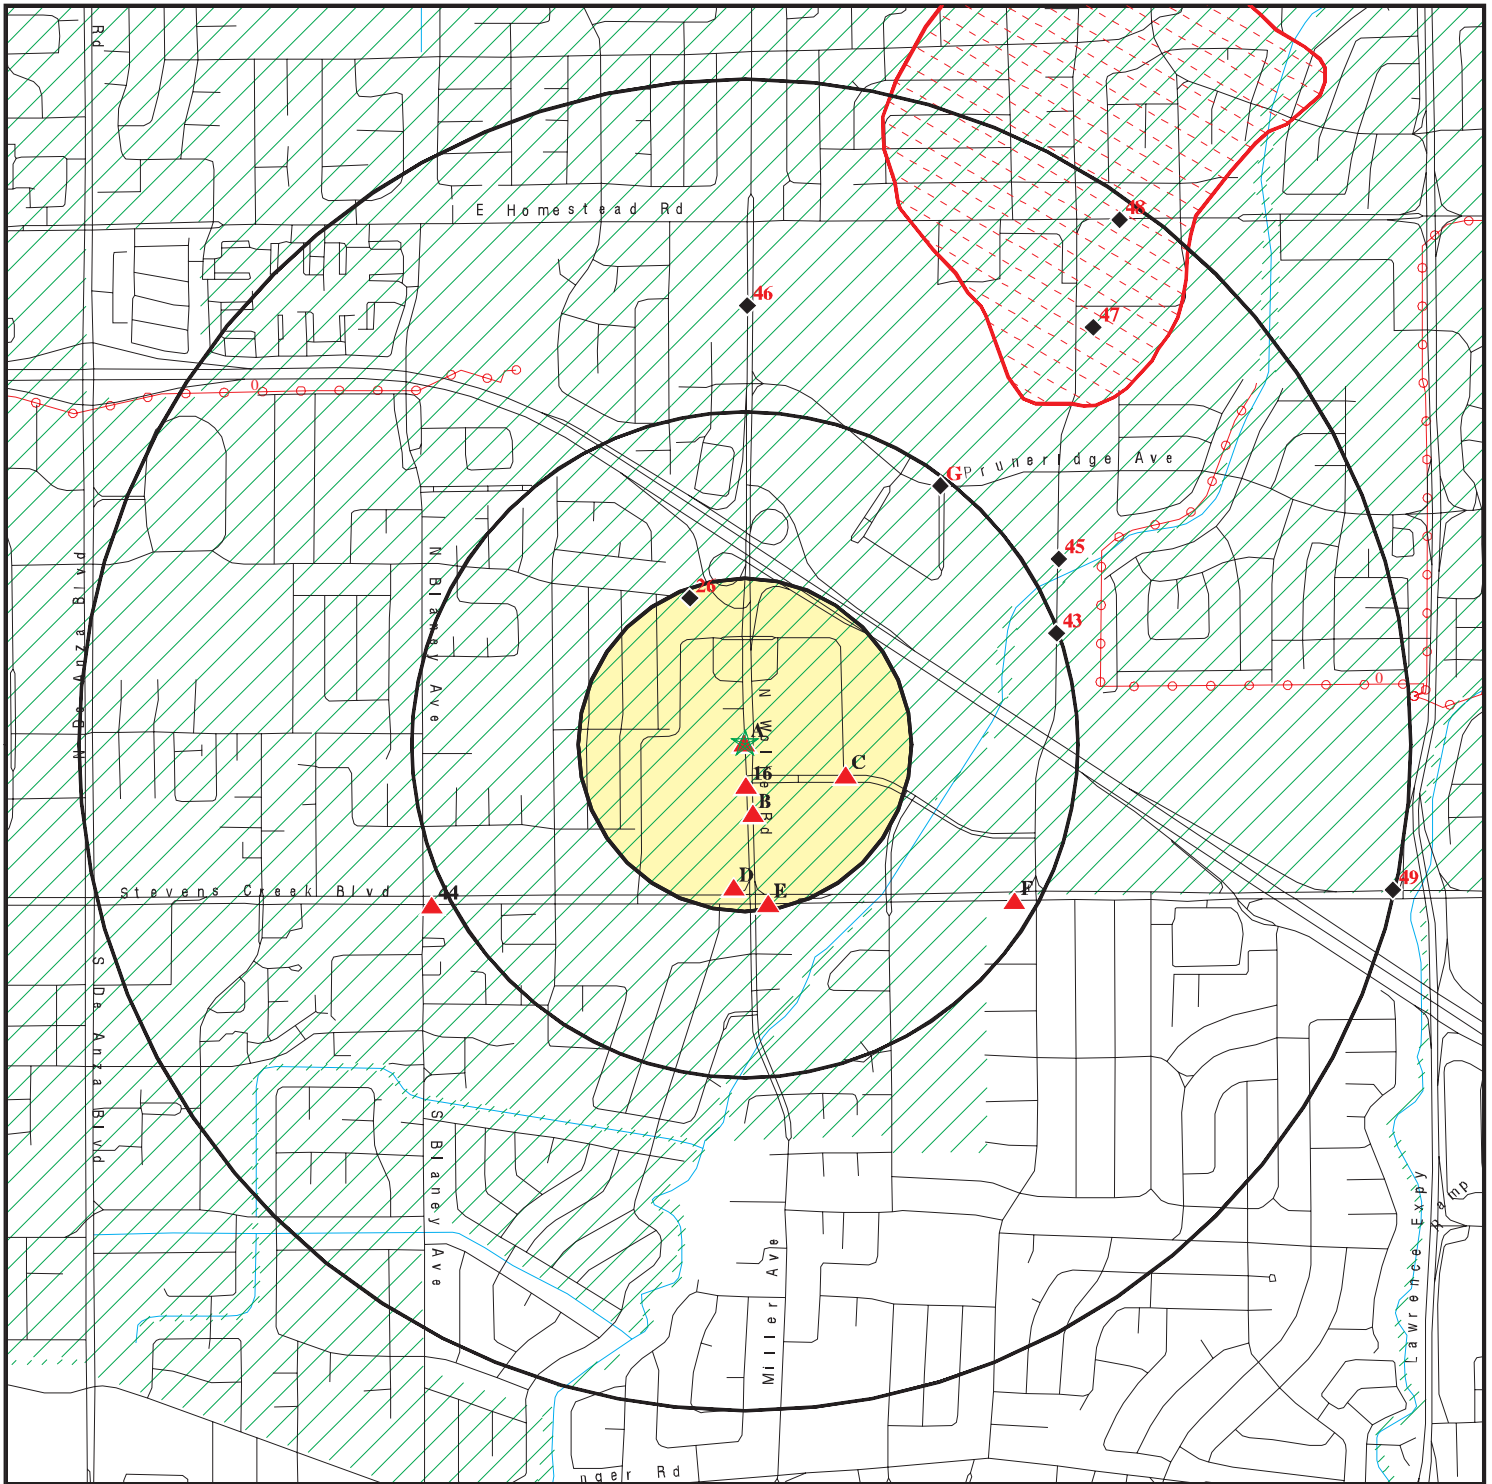 Rd
E Homestead Rd
48
46
47
0
G
Pruneridge Ave
N Blaney Ave
N De Anza Blvd
45
26
43
0
N Wolfe Rd
A
C
16
B
D
E
F
Stevens Creek Blvd
44
49
S De Anza Blvd
S Blaney Ave
Miller Ave
Lawrence Expy
Ramp
nger Rd